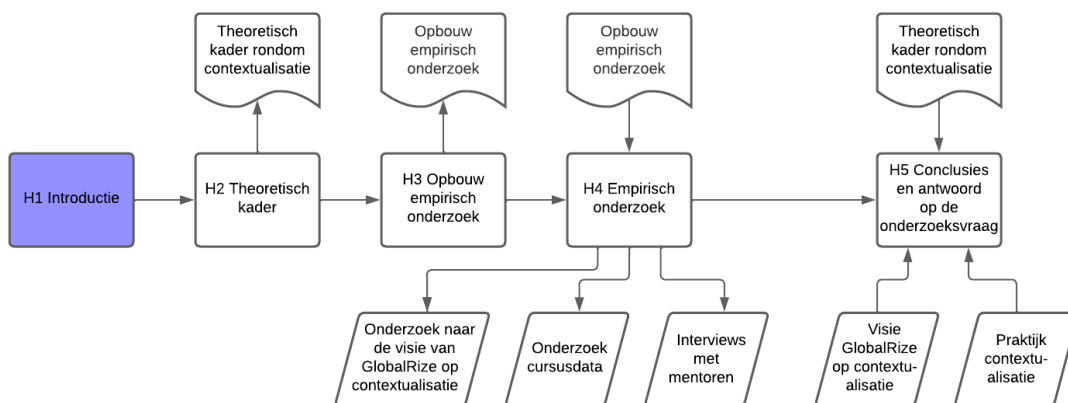 Theoretisch
kader rondom
contextualisatie
Opbouw
empirisch
onderzoek
Opbouw
empirisch
onderzoek
Theoretisch
kader rondom
contextualisatie
H1 Introductie
H2 Theoretisch
kader
H3 Opbouw
empirisch
onderzoek
H4 Empirisch
onderzoek
H5 Conclusies
en antwoord
op de
onderzoeksvraag
Onderzoek naar
de visie van
GlobalRize op
contextualisatie
Onderzoek
cursusdata
Interviews
met
mentoren
Visie
GlobalRize
op contextu-
alisatie
Praktijk
contextu-
alisatie